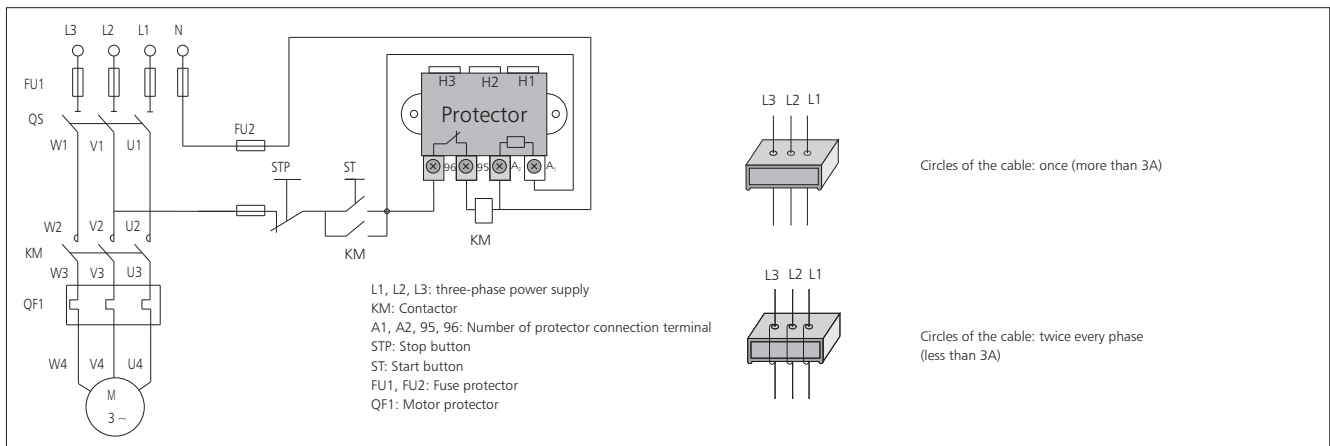 L3 L2 L1 N
FU1
H3 H2 H1
Protector
QS
W1 V1 U1
FU2
96 95 A₂ A₁
STP ST
W2 V2 U2
KM
KM
KM
W3 V3 U3
QF1
W4 V4 U4
M
3 ~
L1, L2, L3: three-phase power supply
KM: Contactor
A1, A2, 95, 96: Number of protector connection terminal
STP: Stop button
ST: Start button
FU1, FU2: Fuse protector
QF1: Motor protector
L3 L2 L1
Circles of the cable: once (more than 3A)
L3 L2 L1
Circles of the cable: twice every phase
(less than 3A)